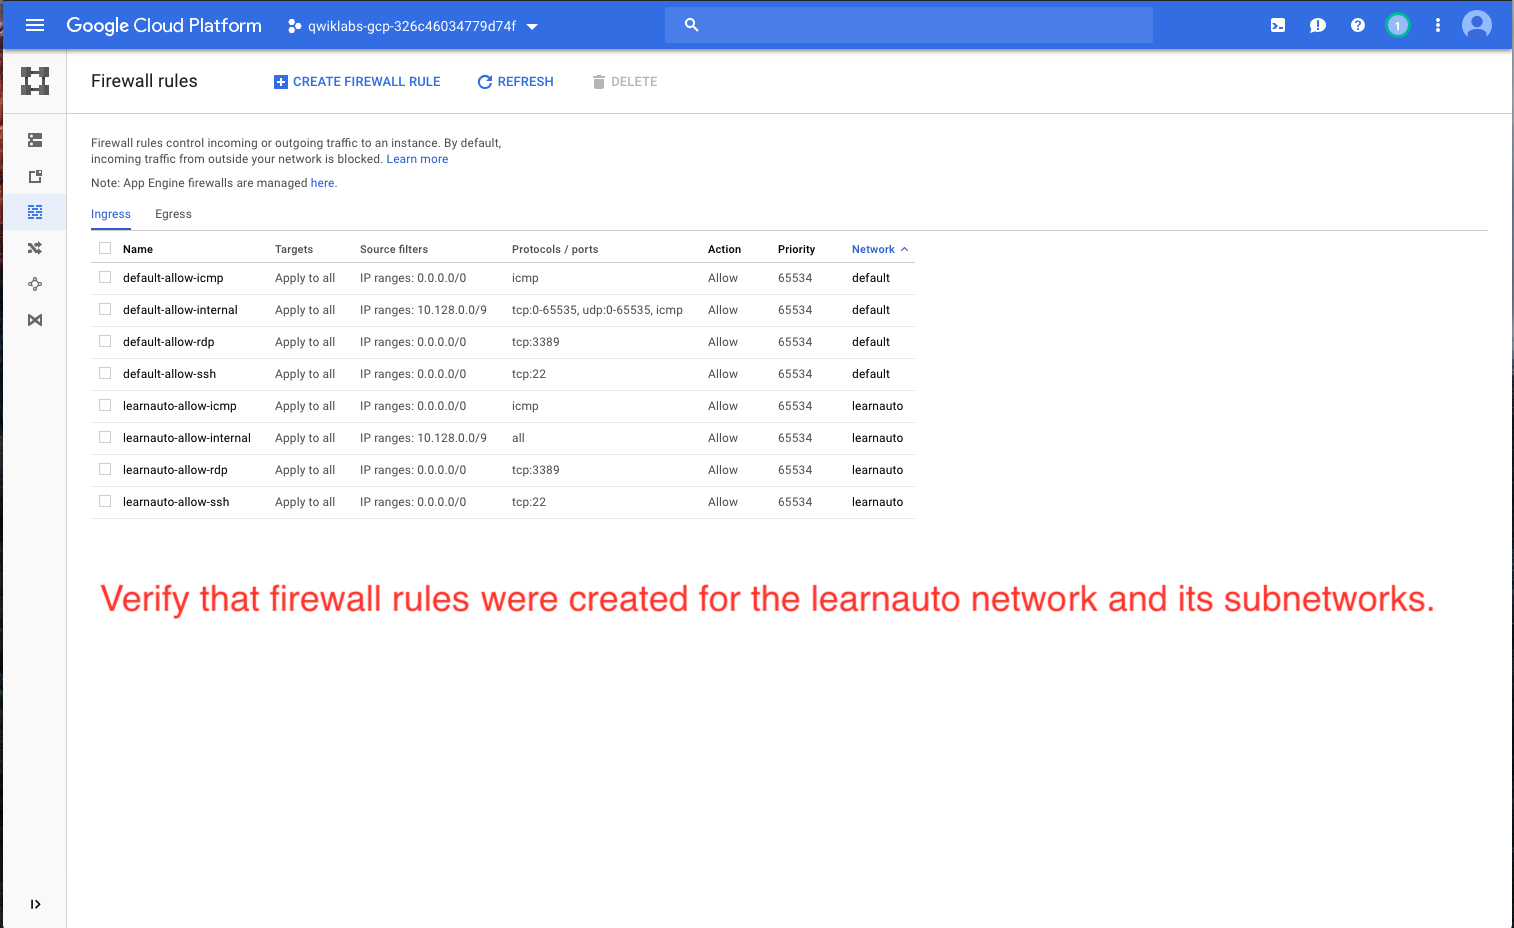 Google Cloud Platform qwiklabs-gcp-326c46034779d74f 1
Firewall rules CREATE FIREWALL RULE REFRESH DELETE
Firewall rules control incoming or outgoing traffic to an instance. By default,
incoming traffic from outside your network is blocked. Learn more
Note: App Engine firewalls are managed here.
Ingress Egress
Name Targets Source filters Protocols / ports Action Priority Network
default-allow-icmp Apply to all IP ranges: 0.0.0.0/0 icmp Allow 65534 default
default-allow-internal Apply to all IP ranges: 10.128.0.0/9 tcp:0-65535, udp:0-65535, icmp Allow 65534 default
default-allow-rdp Apply to all IP ranges: 0.0.0.0/0 tcp:3389 Allow 65534 default
default-allow-ssh Apply to all IP ranges: 0.0.0.0/0 tcp:22 Allow 65534 default
learnauto-allow-icmp Apply to all IP ranges: 0.0.0.0/0 icmp Allow 65534 learnauto
learnauto-allow-internal Apply to all IP ranges: 10.128.0.0/9 all Allow 65534 learnauto
learnauto-allow-rdp Apply to all IP ranges: 0.0.0.0/0 tcp:3389 Allow 65534 learnauto
learnauto-allow-ssh Apply to all IP ranges: 0.0.0.0/0 tcp:22 Allow 65534 learnauto
Verify that firewall rules were created for the learnauto network and its subnetworks.